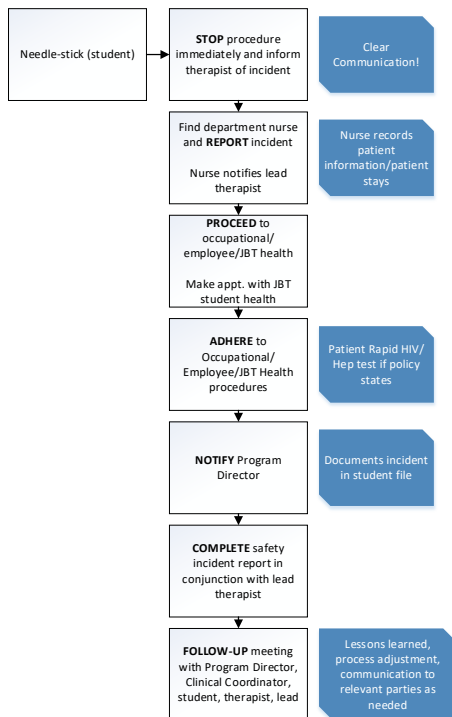 Needle-stick (student)
STOP procedure
immediately and inform
therapist of incident
Clear
Communication!
Find department nurse
and REPORT incident
Nurse notifies lead
therapist
Nurse records
patient
information/patient
stays
PROCEED to
occupational/
employee/JBT health
Make appt. with JBT
student health
ADHERE to
Occupational/
Employee/JBT Health
procedures
Patient Rapid HIV/
Hep test if policy
states
NOTIFY Program
Director
Documents incident
in student file
COMPLETE safety
incident report in
conjunction with lead
therapist
FOLLOW-UP meeting
with Program Director,
Clinical Coordinator,
student, therapist, lead
Lessons learned,
process adjustment,
communication to
relevant parties as
needed